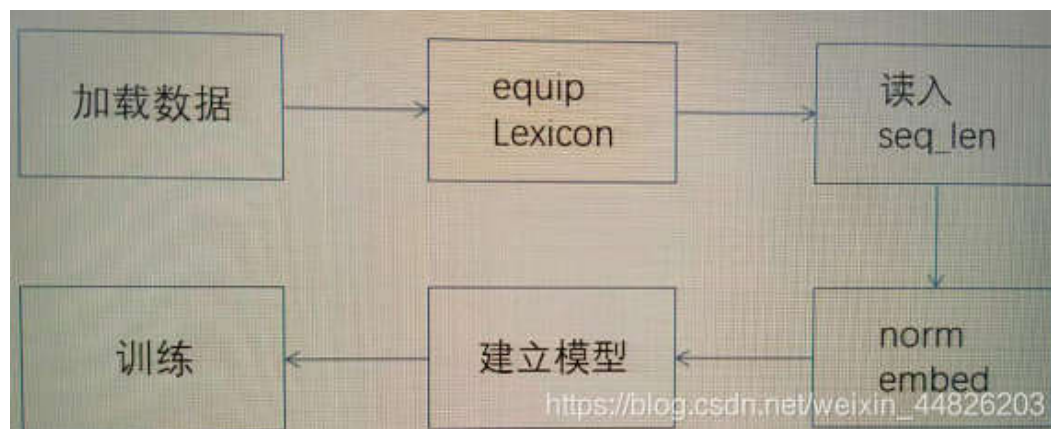 加载数据
equip
Lexicon
读入
seq_len
norm
embed
建立模型
训练
https://blog.csdn.net/weixin_44826203